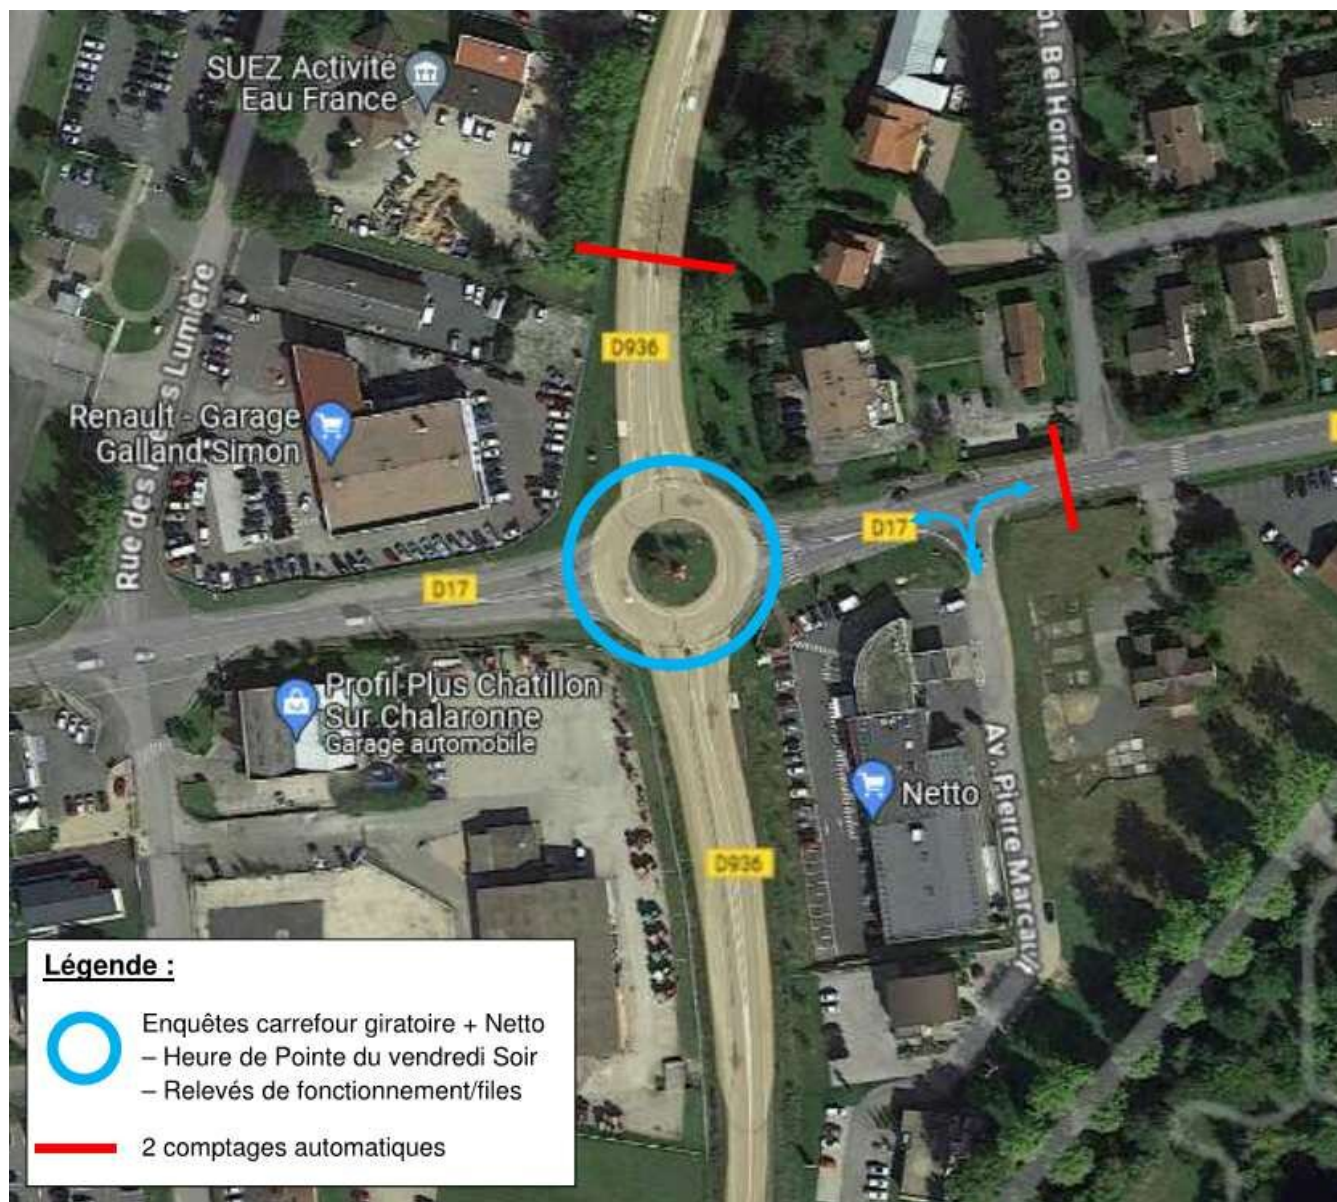 SUEZ Activité
Eau France
pt. Bel Horizon
Rue des Frères Lumière
D936
Renault - Garage
Galland Simon
D17
D17
Profil Plus Chatillon
Sur Chalaronne
Garage automobile
Netto
Av. Pierre Marcault
D936
Légende :
Enquêtes carrefour giratoire + Netto
– Heure de Pointe du vendredi Soir
– Relevés de fonctionnement/files
2 comptages automatiques